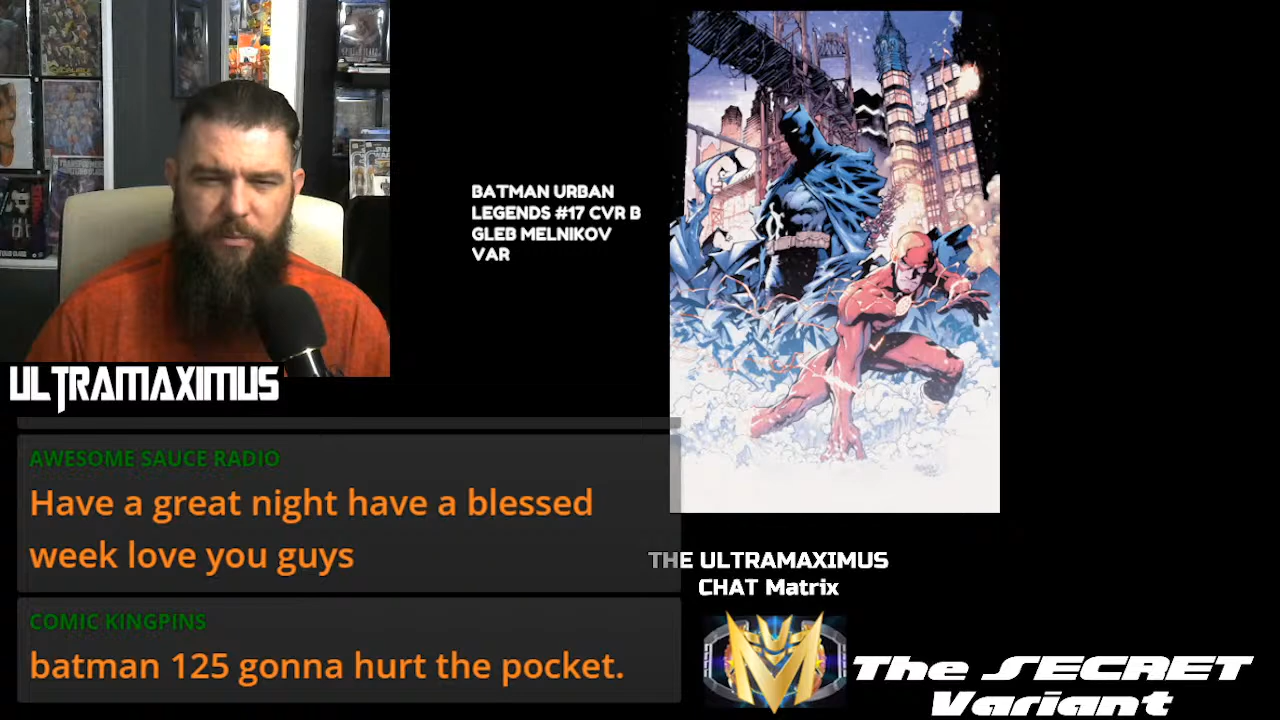 BATMAN URBAN
LEGENDS #17 CVR B
GLEB MELNIKOV
VAR
ULTRAMAXIMUS
AWESOME SAUCE RADIO
Have a great night have a blessed
week love you guys
COMIC KINGPINS
batman 125 gonna hurt the pocket.
THE ULTRAMAXIMUS
CHAT Matrix
The SECRET
Variant